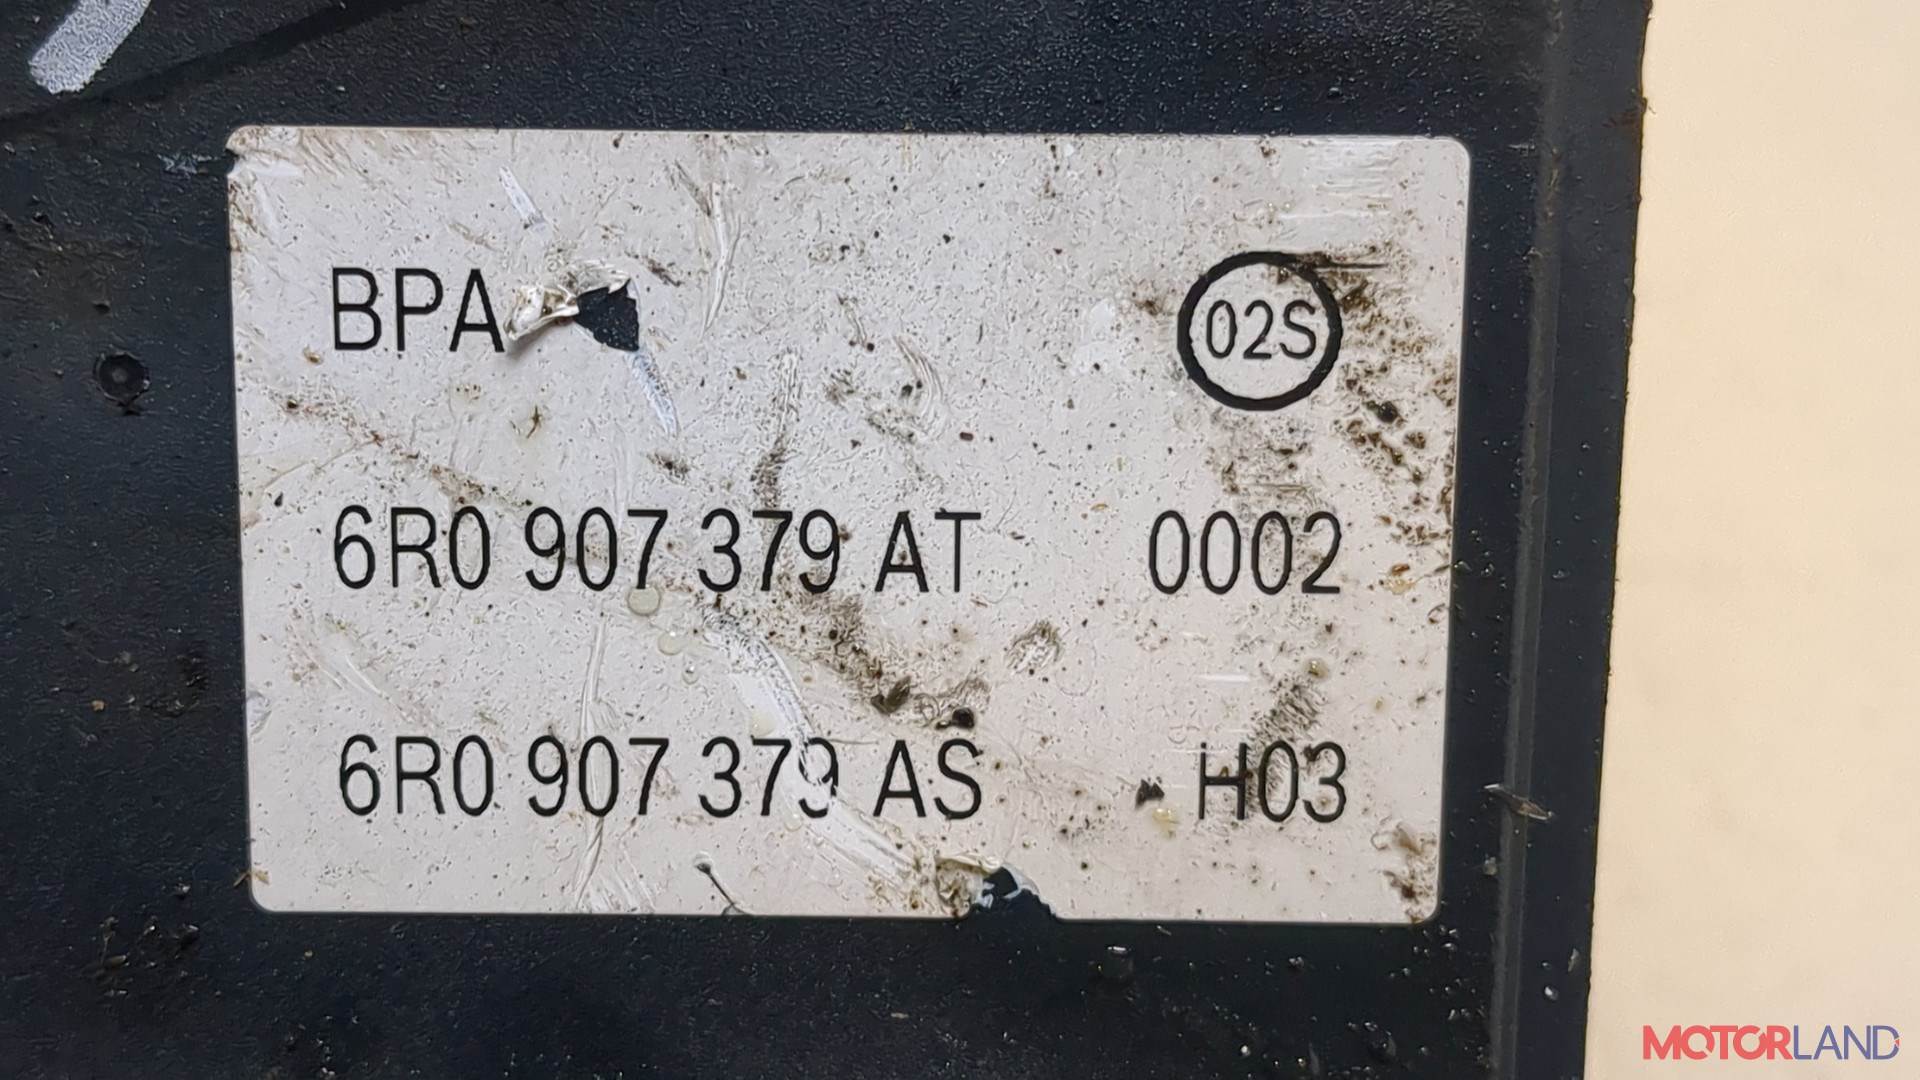 BPA 02S
6R0 907 379 AT 0002
6R0 907 379 AS H03
MOTORLAND